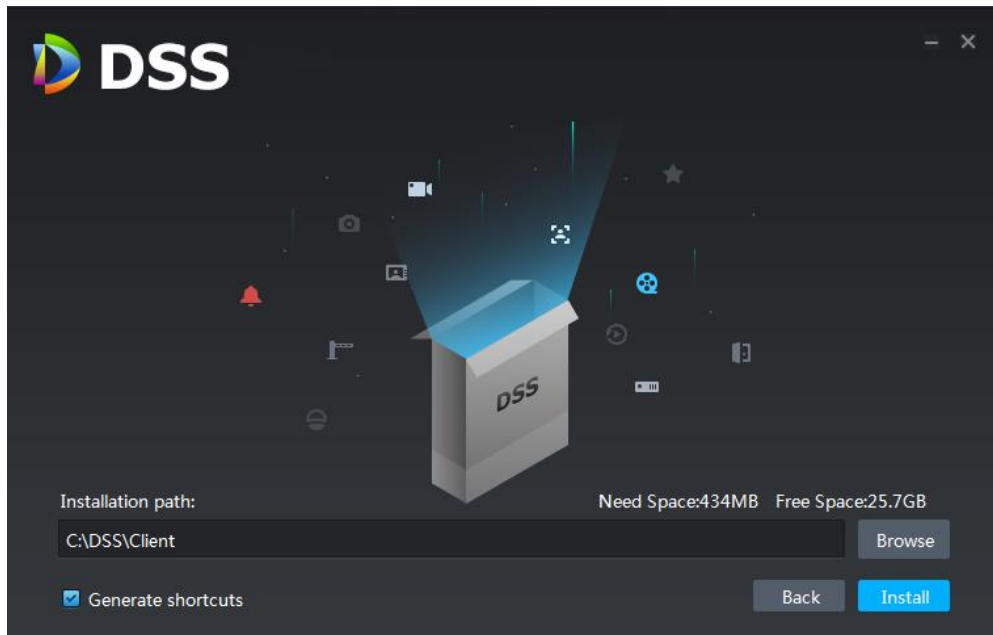 DSS
DSS
Installation path:
Need Space:434MB Free Space:25.7GB
C:\DSS\Client
Browse
Generate shortcuts
Back
Install